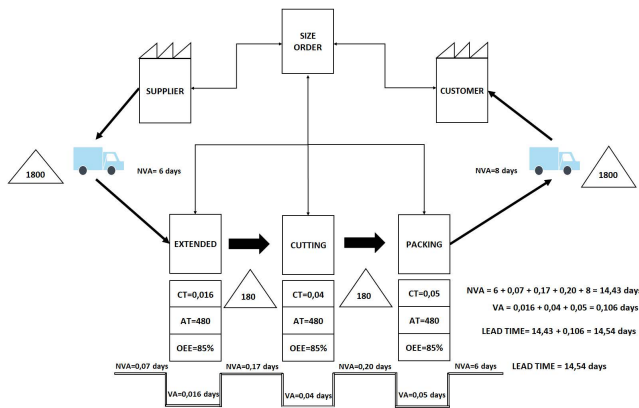 SIZE
ORDER
SUPPLIER
CUSTOMER
1800
NVA= 6 days
NVA=8 days
1800
EXTENDED
CUTTING
PACKING
180
180
CT=0,016
CT=0,04
CT=0,05
AT=480
AT=480
AT=480
OEE=85%
OEE=85%
OEE=85%
NVA = 6 + 0,07 + 0,17 + 0,20 + 8 = 14,43 days
VA = 0,016 + 0,04 + 0,05 = 0,106 days
LEAD TIME= 14,43 + 0,106 = 14,54 days
NVA=0,07 days
NVA=0,17 days
NVA=0,20 days
NVA=6 days
LEAD TIME = 14,54 days
VA=0,016 days
VA=0,04 days
VA=0,05 days